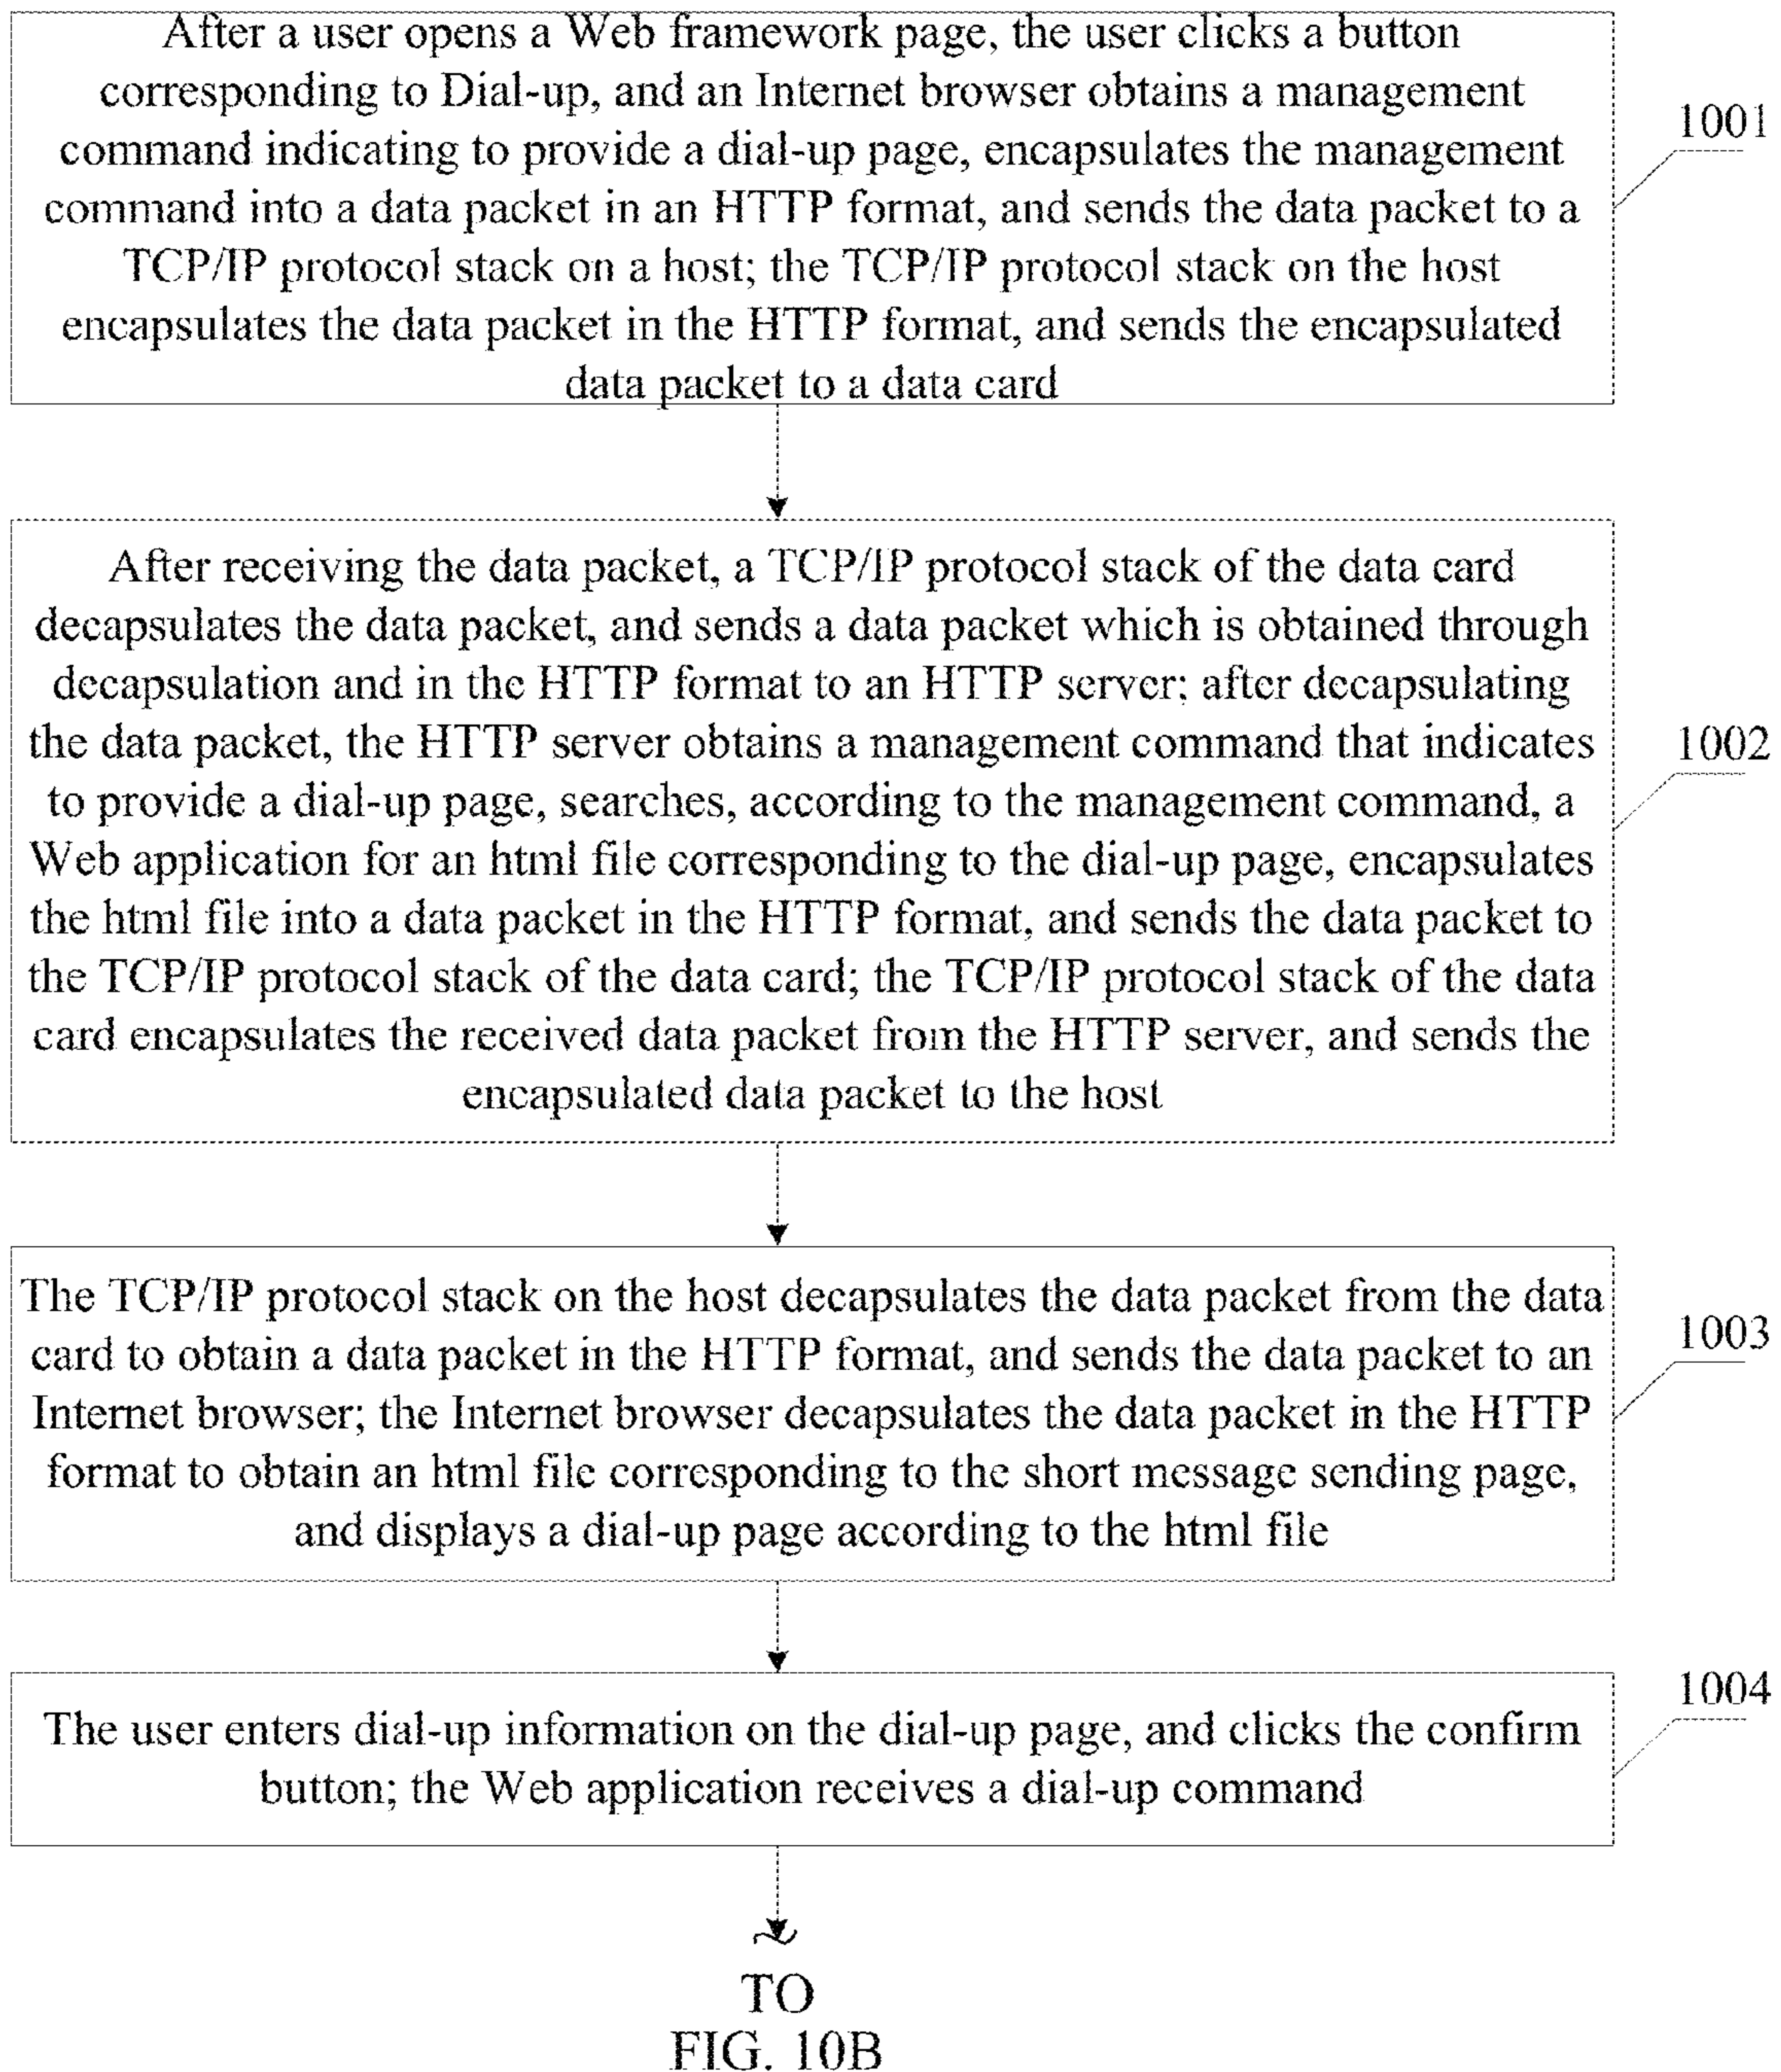 After a user opens a Web framework page, the user clicks a button
corresponding to Dial-up, and an Internet browser obtains a management
command indicating to provide a dial-up page, encapsulates the management
command into a data packet in an HTTP format, and sends the data packet to a
TCP/IP protocol stack on a host; the TCP/IP protocol stack on the host
encapsulates the data packet in the HTTP format, and sends the encapsulated
data packet to a data card
1001
After receiving the data packet, a TCP/IP protocol stack of the data card
decapsulates the data packet, and sends a data packet which is obtained through
decapsulation and in the HTTP format to an HTTP server; after decapsulating
the data packet, the HTTP server obtains a management command that indicates
to provide a dial-up page, searches, according to the management command, a
Web application for an html file corresponding to the dial-up page, encapsulates
the html file into a data packet in the HTTP format, and sends the data packet to
the TCP/IP protocol stack of the data card; the TCP/IP protocol stack of the data
card encapsulates the received data packet from the HTTP server, and sends the
encapsulated data packet to the host
1002
The TCP/IP protocol stack on the host decapsulates the data packet from the data
card to obtain a data packet in the HTTP format, and sends the data packet to an
Internet browser; the Internet browser decapsulates the data packet in the HTTP
format to obtain an html file corresponding to the short message sending page,
and displays a dial-up page according to the html file
1003
The user enters dial-up information on the dial-up page, and clicks the confirm
button; the Web application receives a dial-up command
1004
TO
FIG. 10B